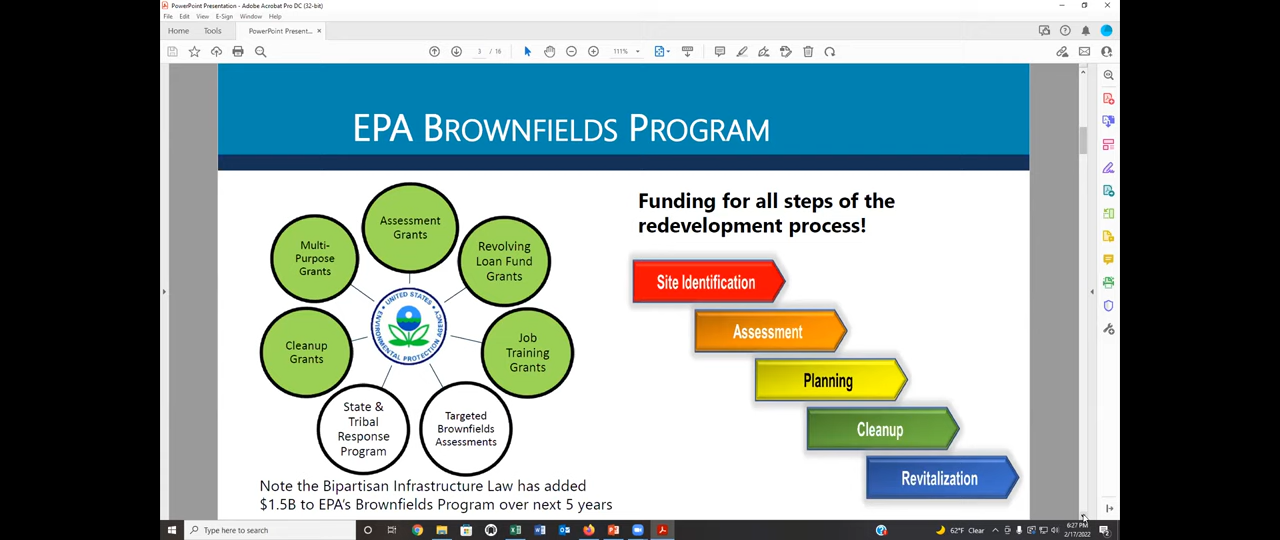 PowerPoint Presentation - Adobe Acrobat Pro DC (32-bit)
File Edit View E-Sign Window Help
Home Tools PowerPoint Present... ×
3 / 16 111%
EPA BROWNFIELDS PROGRAM
Assessment
Grants
Multi-
Purpose
Grants
Revolving
Loan Fund
Grants
Cleanup
Grants
Job
Training
Grants
State &
Tribal
Response
Program
Targeted
Brownfields
Assessments
UNITED STATES
ENVIRONMENTAL PROTECTION AGENCY
Note the Bipartisan Infrastructure Law has added
$1.5B to EPA's Brownfields Program over next 5 years
Funding for all steps of the
redevelopment process!
Site Identification
Assessment
Planning
Cleanup
Revitalization
Type here to search
62°F Clear
6:27 PM
2/17/2022